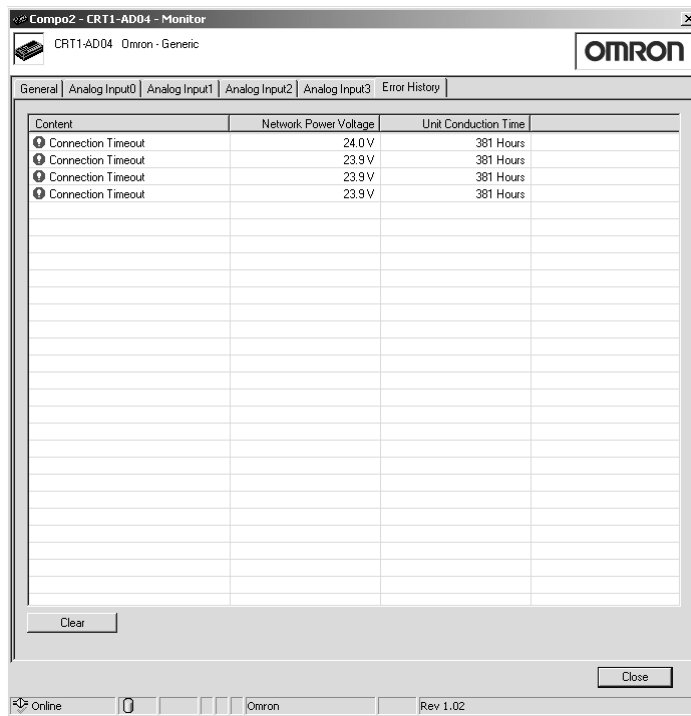 Compo2 - CRT1-AD04 - Monitor
CRT1-AD04 Omron - Generic
OMRON
General Analog Input0 Analog Input1 Analog Input2 Analog Input3 Error History
Content Network Power Voltage Unit Conduction Time
Connection Timeout 24.0 V 381 Hours
Connection Timeout 23.9 V 381 Hours
Connection Timeout 23.9 V 381 Hours
Connection Timeout 23.9 V 381 Hours
Clear
Close
Online Omron Rev 1.02